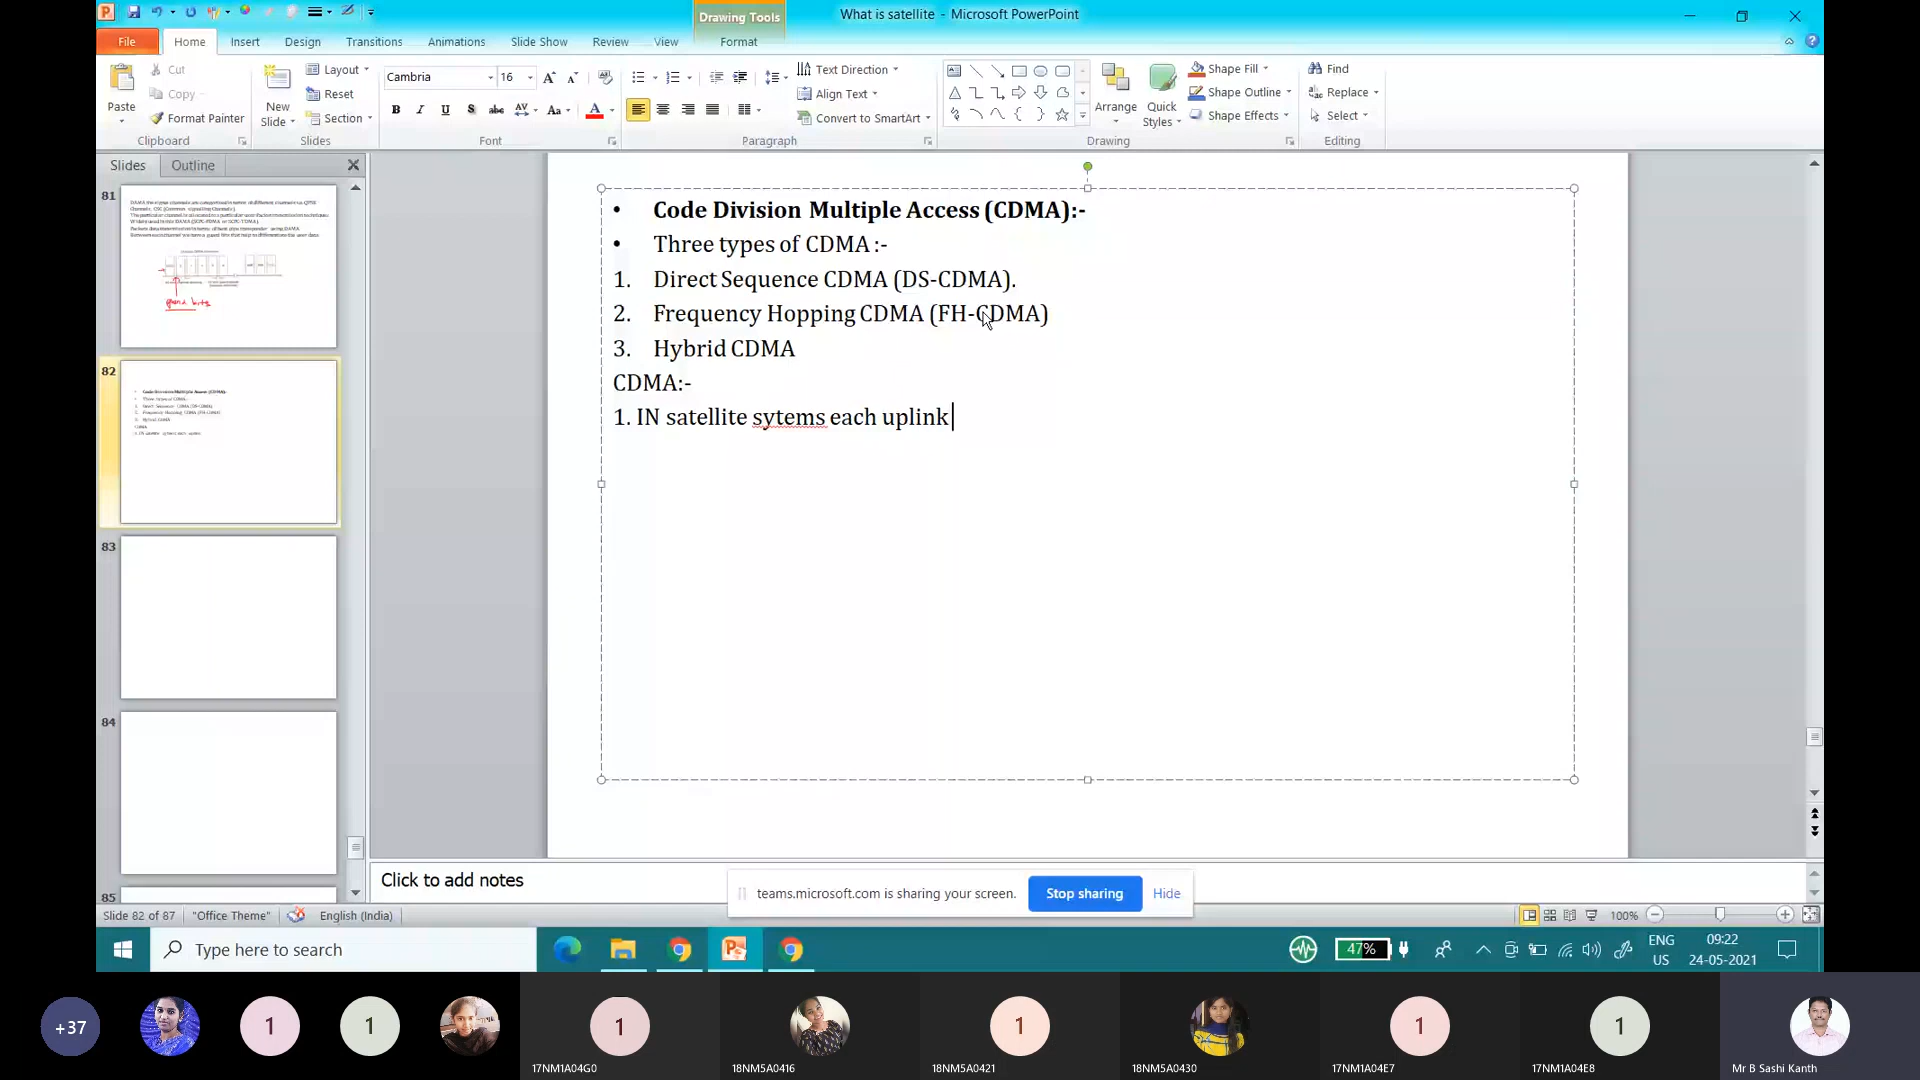 What is satellite - Microsoft PowerPoint
Drawing Tools
File Home Insert Design Transitions Animations Slide Show Review View Format
Paste
Cut
Copy
Format Painter
Clipboard
New Slide
Layout
Reset
Section
Slides
Cambria 16
Font
Text Direction
Align Text
Convert to SmartArt
Paragraph
Arrange
Quick Styles
Shape Fill
Shape Outline
Shape Effects
Drawing
Find
Replace
Select
Editing
Slides Outline
81
guard bits
82
83
84
85
• Code Division Multiple Access (CDMA):-
• Three types of CDMA :-
1. Direct Sequence CDMA (DS-CDMA).
2. Frequency Hopping CDMA (FH-CDMA)
3. Hybrid CDMA
CDMA:-
1. IN satellite sytems each uplink
Click to add notes
teams.microsoft.com is sharing your screen. Stop sharing Hide
Slide 82 of 87 "Office Theme" English (India) 100%
Type here to search
47%
ENG
US
09:22
24-05-2021
+37
1
1
1
1
1
1
17NM1A04G0
18NM5A0416
18NM5A0421
18NM5A0430
17NM1A04E7
17NM1A04E8
Mr B Sashi Kanth